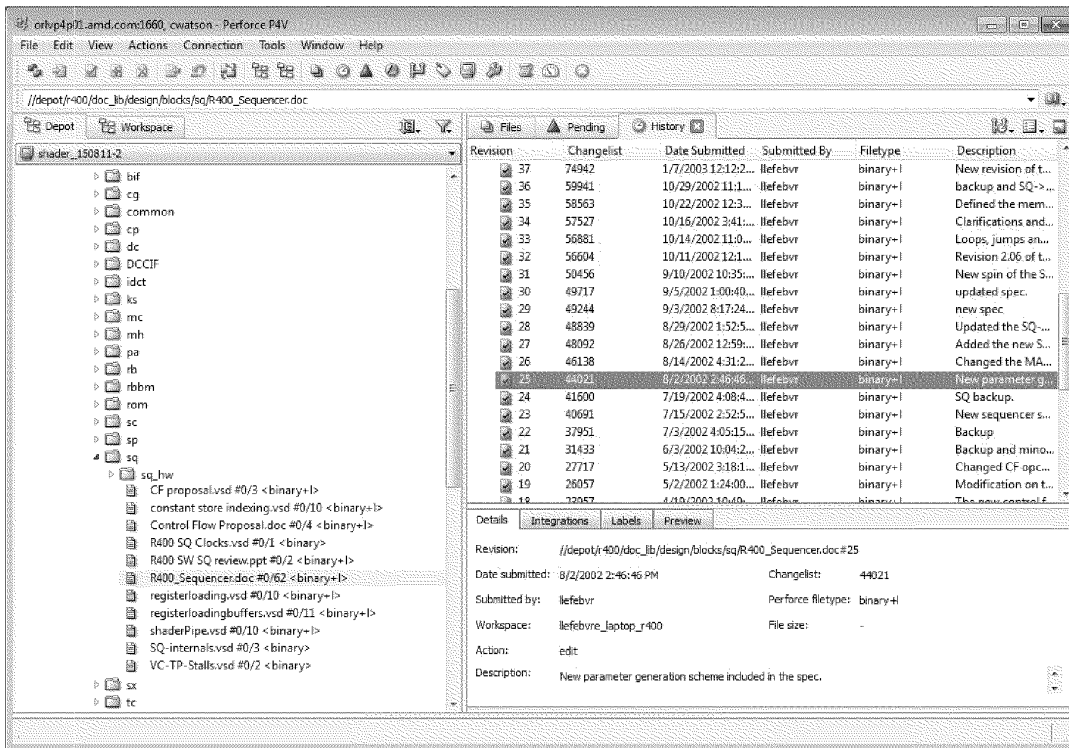 orlvp4p01.amd.com:1660, cwatson - Perforce P4V
File Edit View Actions Connection Tools Window Help
//depot/r400/doc_lib/design/blocks/sq/R400_Sequencer.doc
Depot Workspace
shader_150811-2
bif
cg
common
cp
dc
DCCIF
idct
ks
mc
mh
pa
rb
rbbm
rom
sc
sp
sq
sq_hw
CF proposal.vsd #0/3 <binary+l>
constant store indexing.vsd #0/10 <binary+l>
Control Flow Proposal.doc #0/4 <binary+l>
R400 SQ Clocks.vsd #0/1 <binary>
R400 SW SQ review.ppt #0/2 <binary+l>
R400_Sequencer.doc #0/62 <binary+l>
registerloading.vsd #0/10 <binary+l>
registerloadingbuffers.vsd #0/11 <binary+l>
shaderPipe.vsd #0/10 <binary+l>
SQ-internals.vsd #0/3 <binary>
VC-TP-Stalls.vsd #0/2 <binary>
sx
tc
Files Pending History
Revision Changelist Date Submitted Submitted By Filetype Description
37 74942 1/7/2003 12:12:2... llefebvr binary+l New revision of t...
36 59941 10/29/2002 11:1... llefebvr binary+l backup and SQ->...
35 58563 10/22/2002 12:3... llefebvr binary+l Defined the mem...
34 57527 10/16/2002 3:41:... llefebvr binary+l Clarifications and...
33 56881 10/14/2002 11:0... llefebvr binary+l Loops, jumps an...
32 56604 10/11/2002 12:1... llefebvr binary+l Revision 2.06 of t...
31 50456 9/10/2002 10:35:... llefebvr binary+l New spin of the S...
30 49717 9/5/2002 1:00:40... llefebvr binary+l updated spec.
29 49244 9/3/2002 8:17:24... llefebvr binary+l new spec
28 48839 8/29/2002 1:52:5... llefebvr binary+l Updated the SQ-...
27 48092 8/26/2002 12:59:... llefebvr binary+l Added the new S...
26 46138 8/14/2002 4:31:2... llefebvr binary+l Changed the MA...
25 44021 8/2/2002 2:46:46... llefebvr binary+l New parameter g...
24 41600 7/19/2002 4:08:4... llefebvr binary+l SQ backup.
23 40691 7/15/2002 2:52:5... llefebvr binary+l New sequencer s...
22 37951 7/3/2002 4:05:15... llefebvr binary+l Backup
21 31433 6/3/2002 10:04:2... llefebvr binary+l Backup and mino...
20 27717 5/13/2002 3:18:1... llefebvr binary+l Changed CF opc...
19 26057 5/2/2002 1:24:00... llefebvr binary+l Modification on t...
18 23957 4/19/2002 10:49:... llefebvr binary+l The new control f...
Details Integrations Labels Preview
Revision: //depot/r400/doc_lib/design/blocks/sq/R400_Sequencer.doc#25
Date submitted: 8/2/2002 2:46:46 PM Changelist: 44021
Submitted by: llefebvr Perforce filetype: binary+l
Workspace: llefebvre_laptop_r400 File size: -
Action: edit
Description: New parameter generation scheme included in the spec.